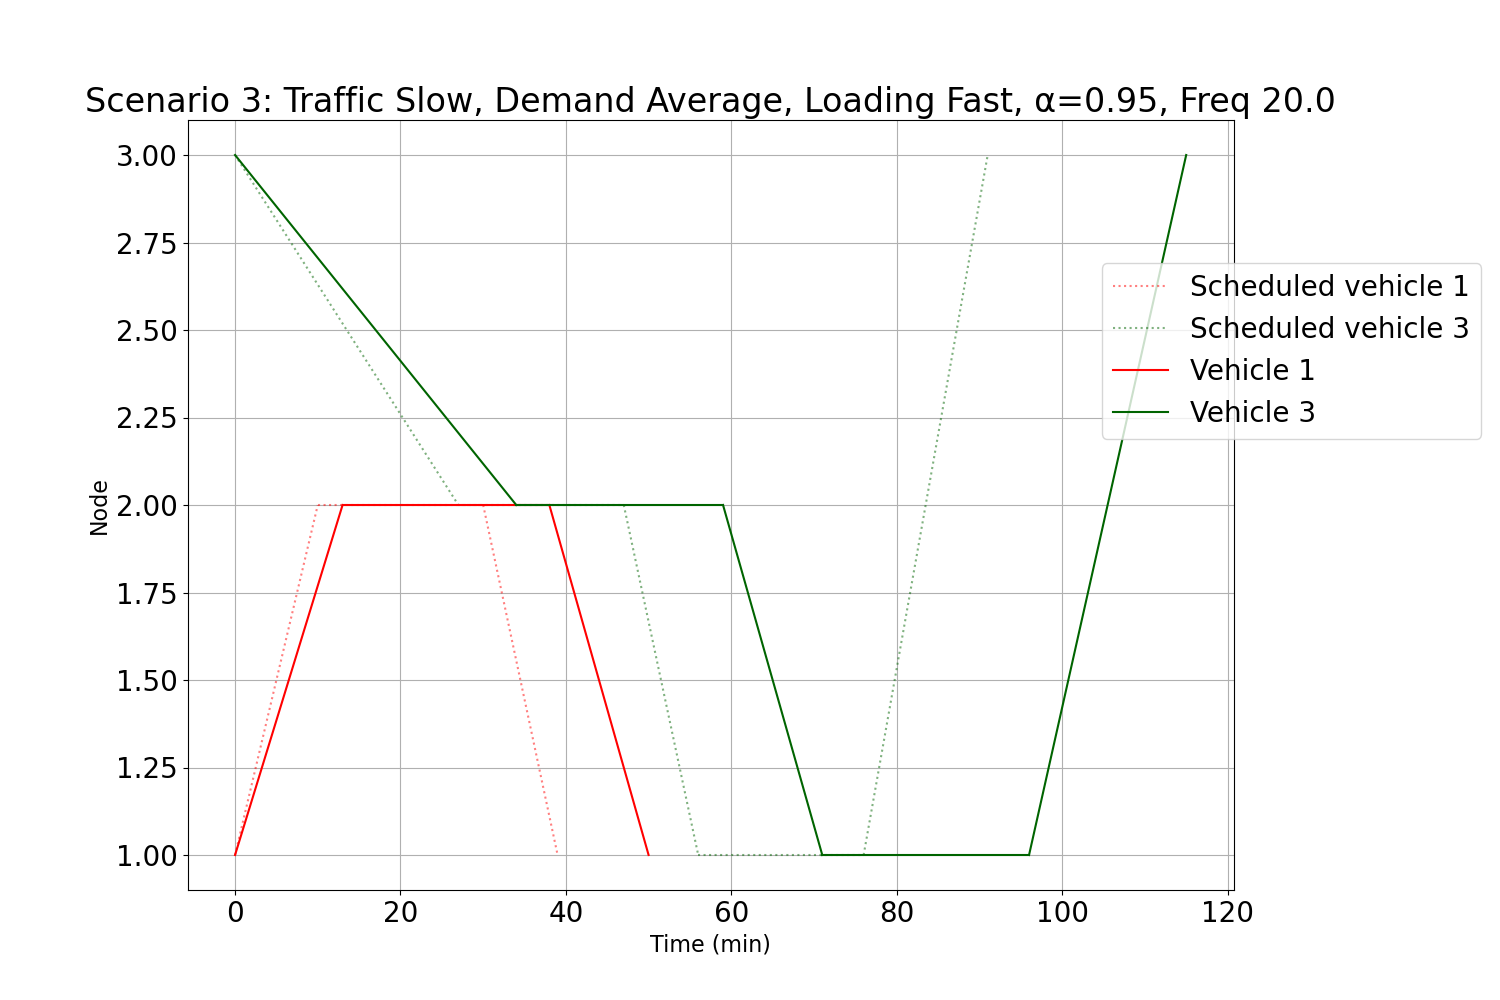 Scenario 3: Traffic Slow, Demand Average, Loading Fast, α=0.95, Freq 20.0
3.00
2.75
2.50
2.25
2.00
1.75
1.50
1.25
1.00
Node
Scheduled vehicle 1
Scheduled vehicle 3
Vehicle 1
Vehicle 3
0 20 40 60 80 100 120
Time (min)